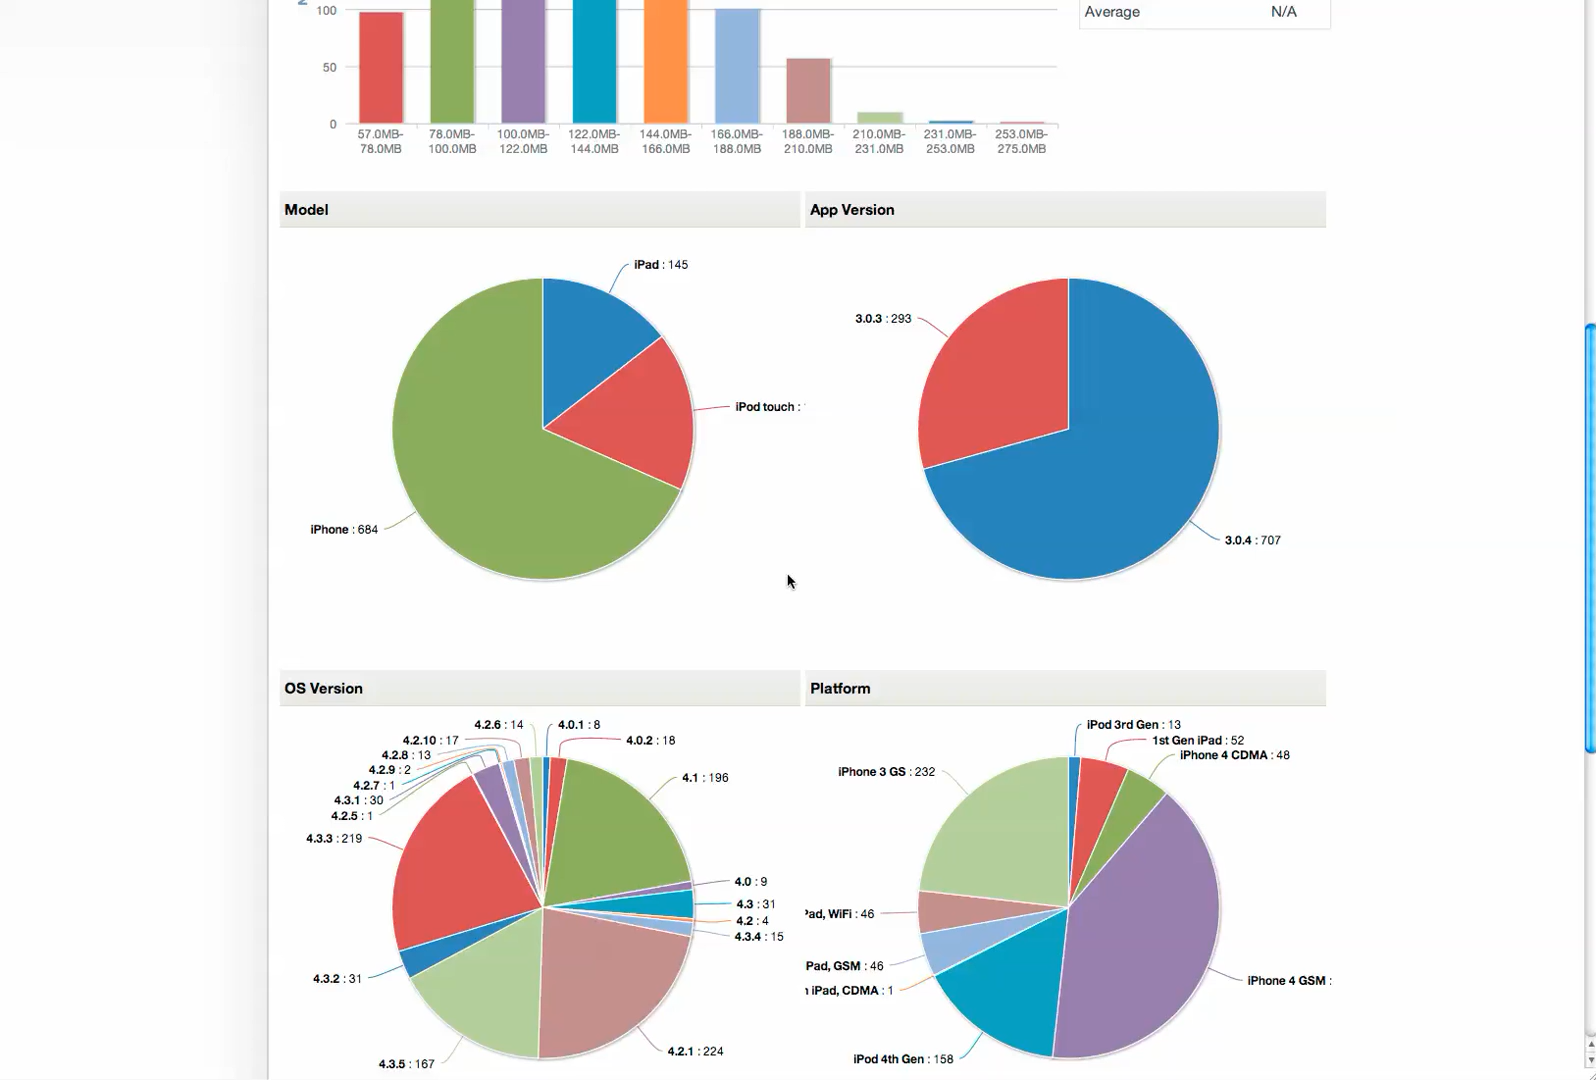 100
Average N/A
50
0
57.0MB- 78.0MB- 100.0MB- 122.0MB- 144.0MB- 166.0MB- 188.0MB- 210.0MB- 231.0MB- 253.0MB-
78.0MB 100.0MB 122.0MB 144.0MB 166.0MB 188.0MB 210.0MB 231.0MB 253.0MB 275.0MB
Model
App Version
iPad : 145
iPod touch :
iPhone : 684
3.0.3 : 293
3.0.4 : 707
OS Version
Platform
4.2.6 : 14
4.0.1 : 8
4.2.10 : 17
4.0.2 : 18
4.2.8 : 13
4.2.9 : 2
4.1 : 196
4.2.7 : 1
4.3.1 : 30
4.2.5 : 1
4.3.3 : 219
4.0 : 9
4.3 : 31
4.2 : 4
4.3.4 : 15
4.3.2 : 31
4.2.1 : 224
4.3.5 : 167
iPod 3rd Gen : 13
1st Gen iPad : 52
iPhone 4 CDMA : 48
iPhone 3 GS : 232
Pad, WiFi : 46
Pad, GSM : 46
iPad, CDMA : 1
iPhone 4 GSM :
iPod 4th Gen : 158